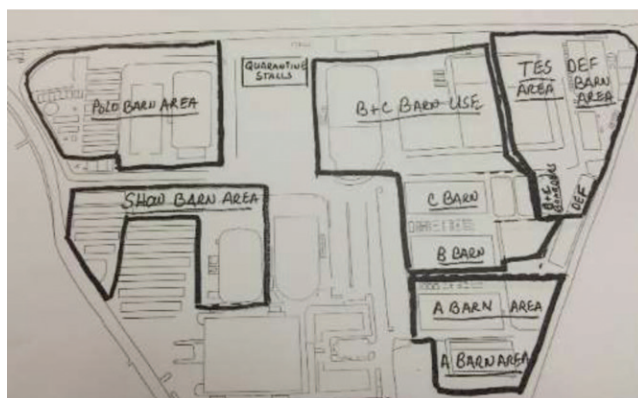 QUARANTINE
STALLS
POLO BARN AREA
B+C BARN USE
TES
AREA
DEF
BARN
AREA
SHOW BARN AREA
C BARN
B BARN
B+C
DEF
A BARN AREA
A BARN AREA